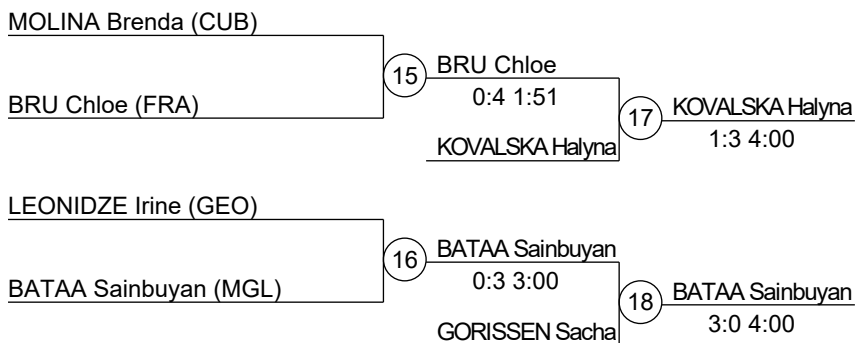 MOLINA Brenda (CUB)
15
BRU Chloe
BRU Chloe (FRA)
0:4 1:51
17
KOVALSKA Halyna
KOVALSKA Halyna
1:3 4:00
LEONIDZE Irine (GEO)
16
BATAA Sainbuyan
BATAA Sainbuyan (MGL)
0:3 3:00
18
BATAA Sainbuyan
GORISSEN Sacha
3:0 4:00